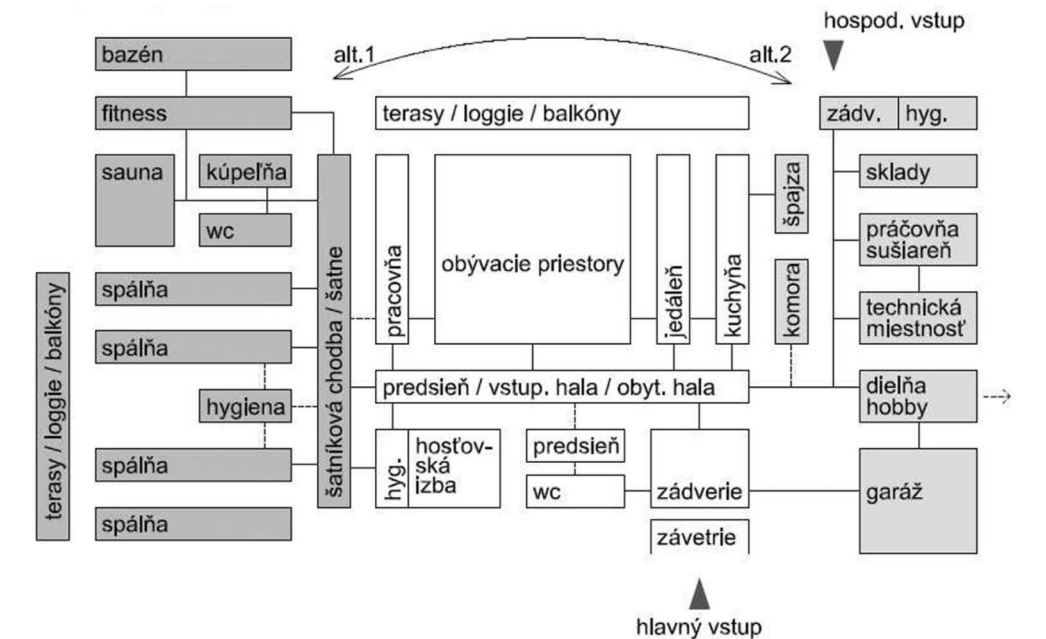 hospod. vstup
alt.1
alt.2
bazén
fitness
terasy / loggie / balkóny
zádv.
hyg.
sauna
kúpeľňa
wc
špajza
sklady
práčovňa
sušiareň
terasy / loggie / balkóny
spálňa
spálňa
hygiena
spálňa
spálňa
šatníková chodba / šatne
pracovňa
obývacie priestory
jedáleň
kuchyňa
komora
technická
miestnosť
predsieň / vstup. hala / obyt. hala
dielňa
hobby
hyg.
hosťov-
ská
izba
predsieň
wc
zádverie
garáž
závetrie
hlavný vstup